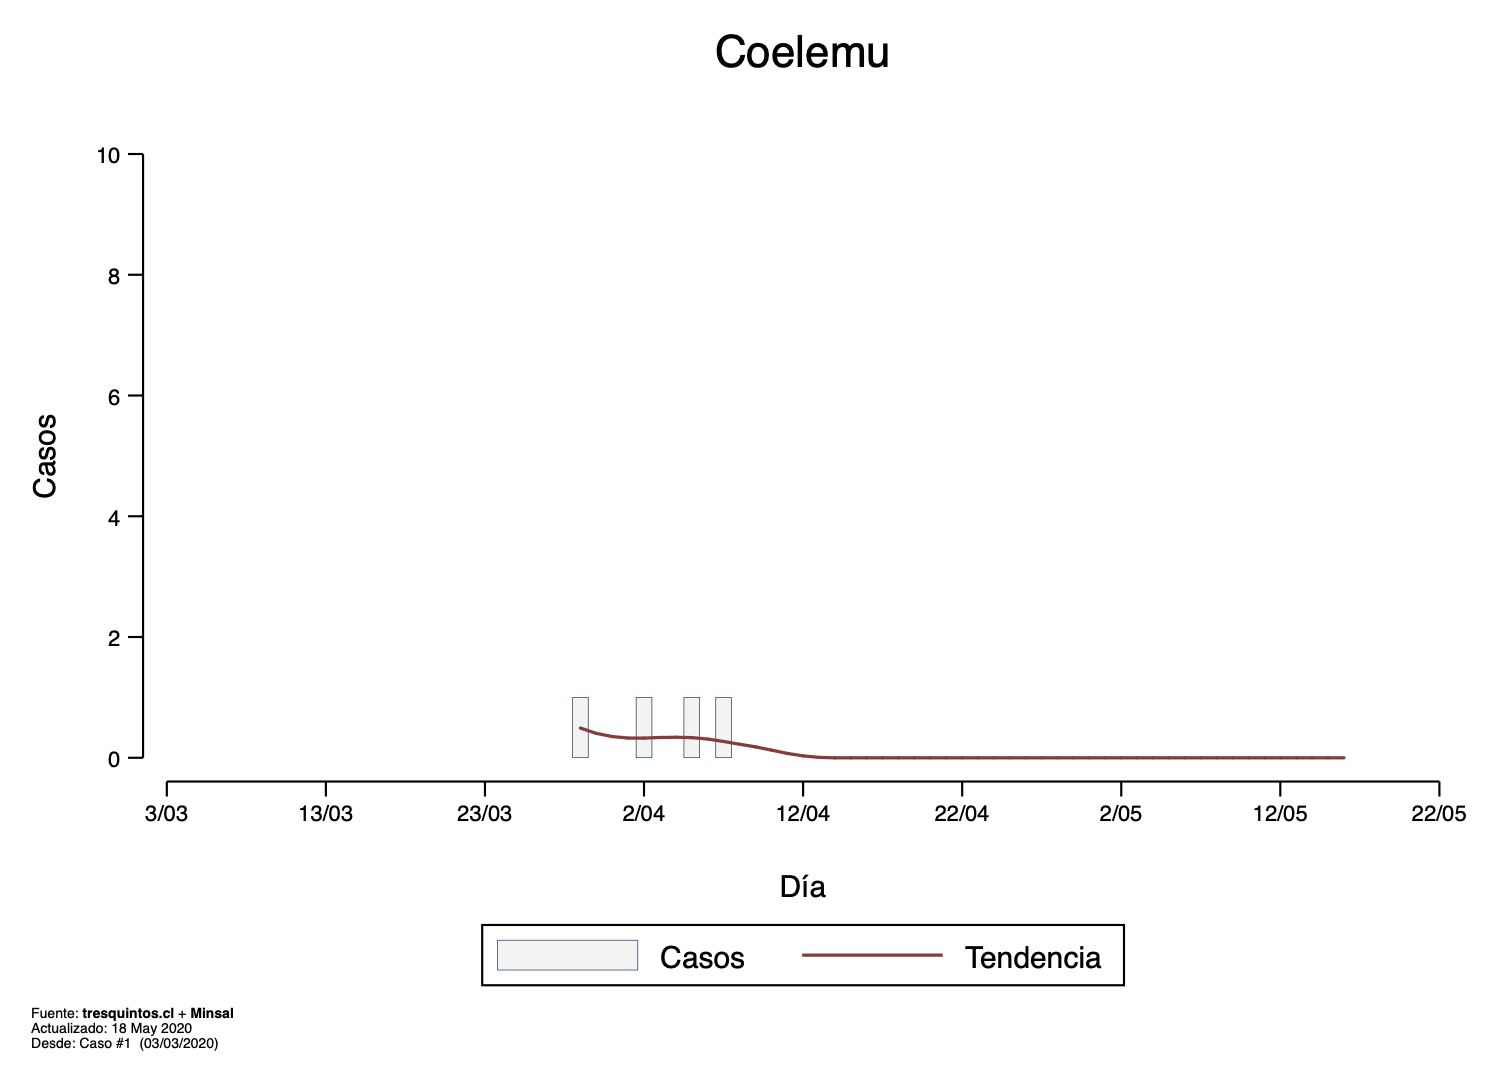 Coelemu
10
8
6
4
2
0
Casos
3/03 13/03 23/03 2/04 12/04 22/04 2/05 12/05 22/05
Día
Casos Tendencia
Fuente: tresquintos.cl + Minsal
Actualizado: 18 May 2020
Desde: Caso #1 (03/03/2020)